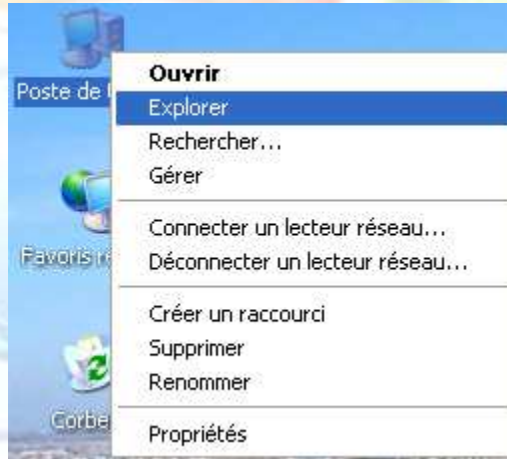 Poste de
Ouvrir
Explorer
Rechercher...
Gérer
Favoris
Connecter un lecteur réseau...
Déconnecter un lecteur réseau...
Créer un raccourci
Supprimer
Renommer
Propriétés